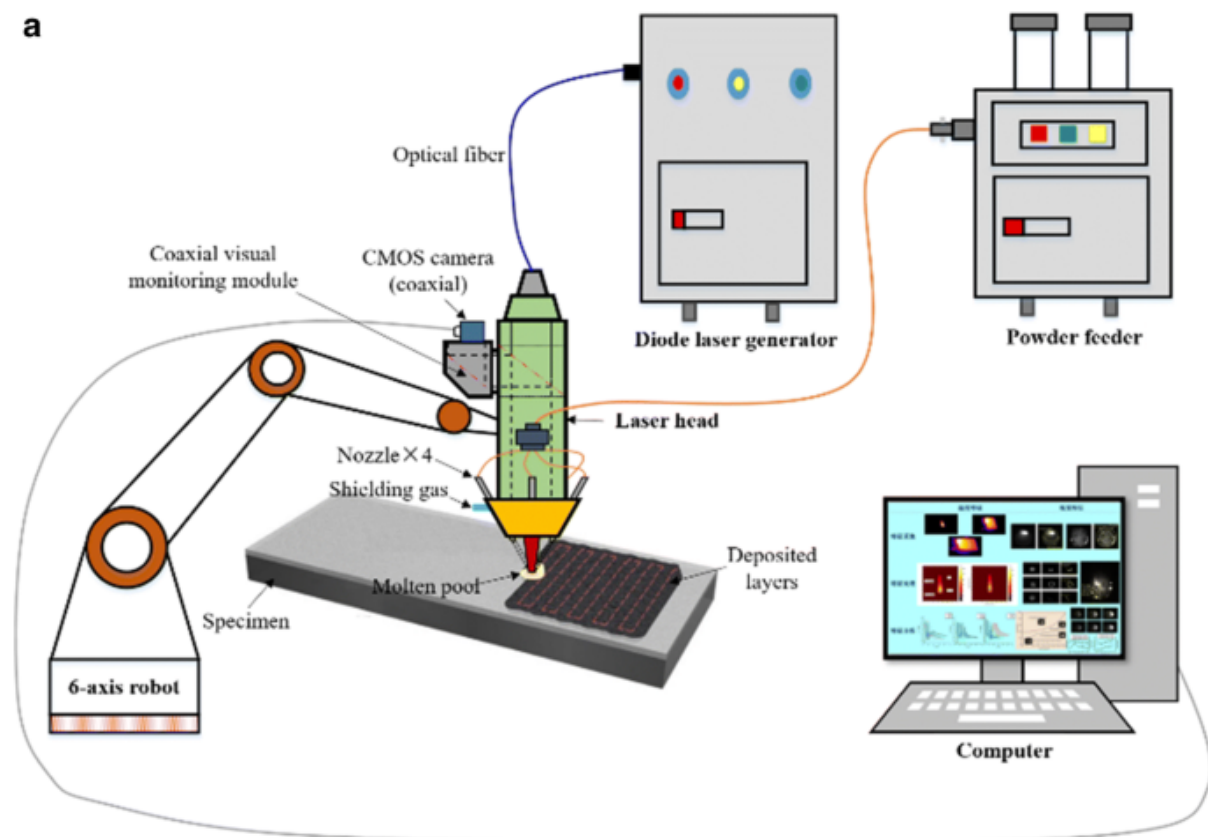 a
Optical fiber
Coaxial visual
monitoring module
CMOS camera
(coaxial)
Diode laser generator
Powder feeder
Laser head
Nozzle×4
Shielding gas
Molten pool
Deposited
layers
Specimen
6-axis robot
Computer